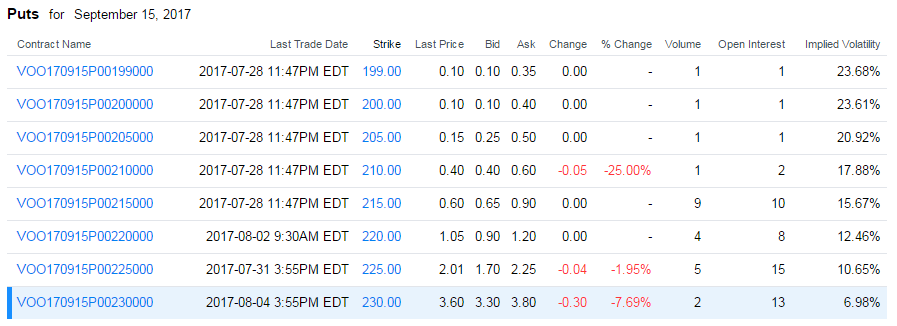 Puts for September 15, 2017
Contract Name Last Trade Date Strike Last Price Bid Ask Change % Change Volume Open Interest Implied Volatility
VOO170915P00199000 2017-07-28 11:47PM EDT 199.00 0.10 0.10 0.35 0.00 - 1 1 23.68%
VOO170915P00200000 2017-07-28 11:47PM EDT 200.00 0.10 0.10 0.40 0.00 - 1 1 23.61%
VOO170915P00205000 2017-07-28 11:47PM EDT 205.00 0.15 0.25 0.50 0.00 - 1 1 20.92%
VOO170915P00210000 2017-07-28 11:47PM EDT 210.00 0.40 0.40 0.60 -0.05 -25.00% 1 2 17.88%
VOO170915P00215000 2017-07-28 11:47PM EDT 215.00 0.60 0.65 0.90 0.00 - 9 10 15.67%
VOO170915P00220000 2017-08-02 9:30AM EDT 220.00 1.05 0.90 1.20 0.00 - 4 8 12.46%
VOO170915P00225000 2017-07-31 3:55PM EDT 225.00 2.01 1.70 2.25 -0.04 -1.95% 5 15 10.65%
VOO170915P00230000 2017-08-04 3:55PM EDT 230.00 3.60 3.30 3.80 -0.30 -7.69% 2 13 6.98%